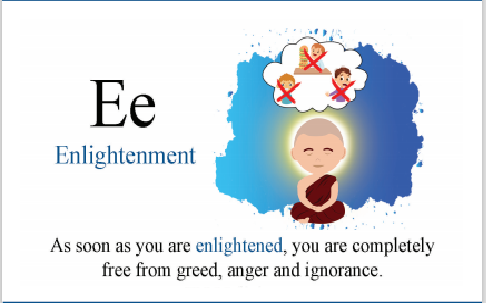 Ee
Enlightenment
As soon as you are enlightened, you are completely
free from greed, anger and ignorance.